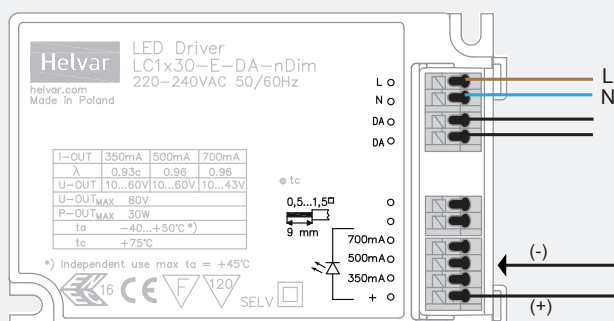 Helvar
helvar.com
Made in Poland
LED Driver
LC1x30-E-DA-nDim
220-240VAC 50/60Hz
L
N
DA
DA
L
N
I-OUT 350mA 500mA 700mA
λ 0.93c 0.96 0.96
U-OUT 10...60V 10...60V 10...43V
U-OUTMAX 80V
P-OUTMAX 30W
ta -40...+50°C *)
tc +75°C
*) Independent use max ta = +45°C
tc
0,5...1,5
9 mm
700mA
500mA
350mA
+
(-)
(+)
16
CE
F
120
SELV